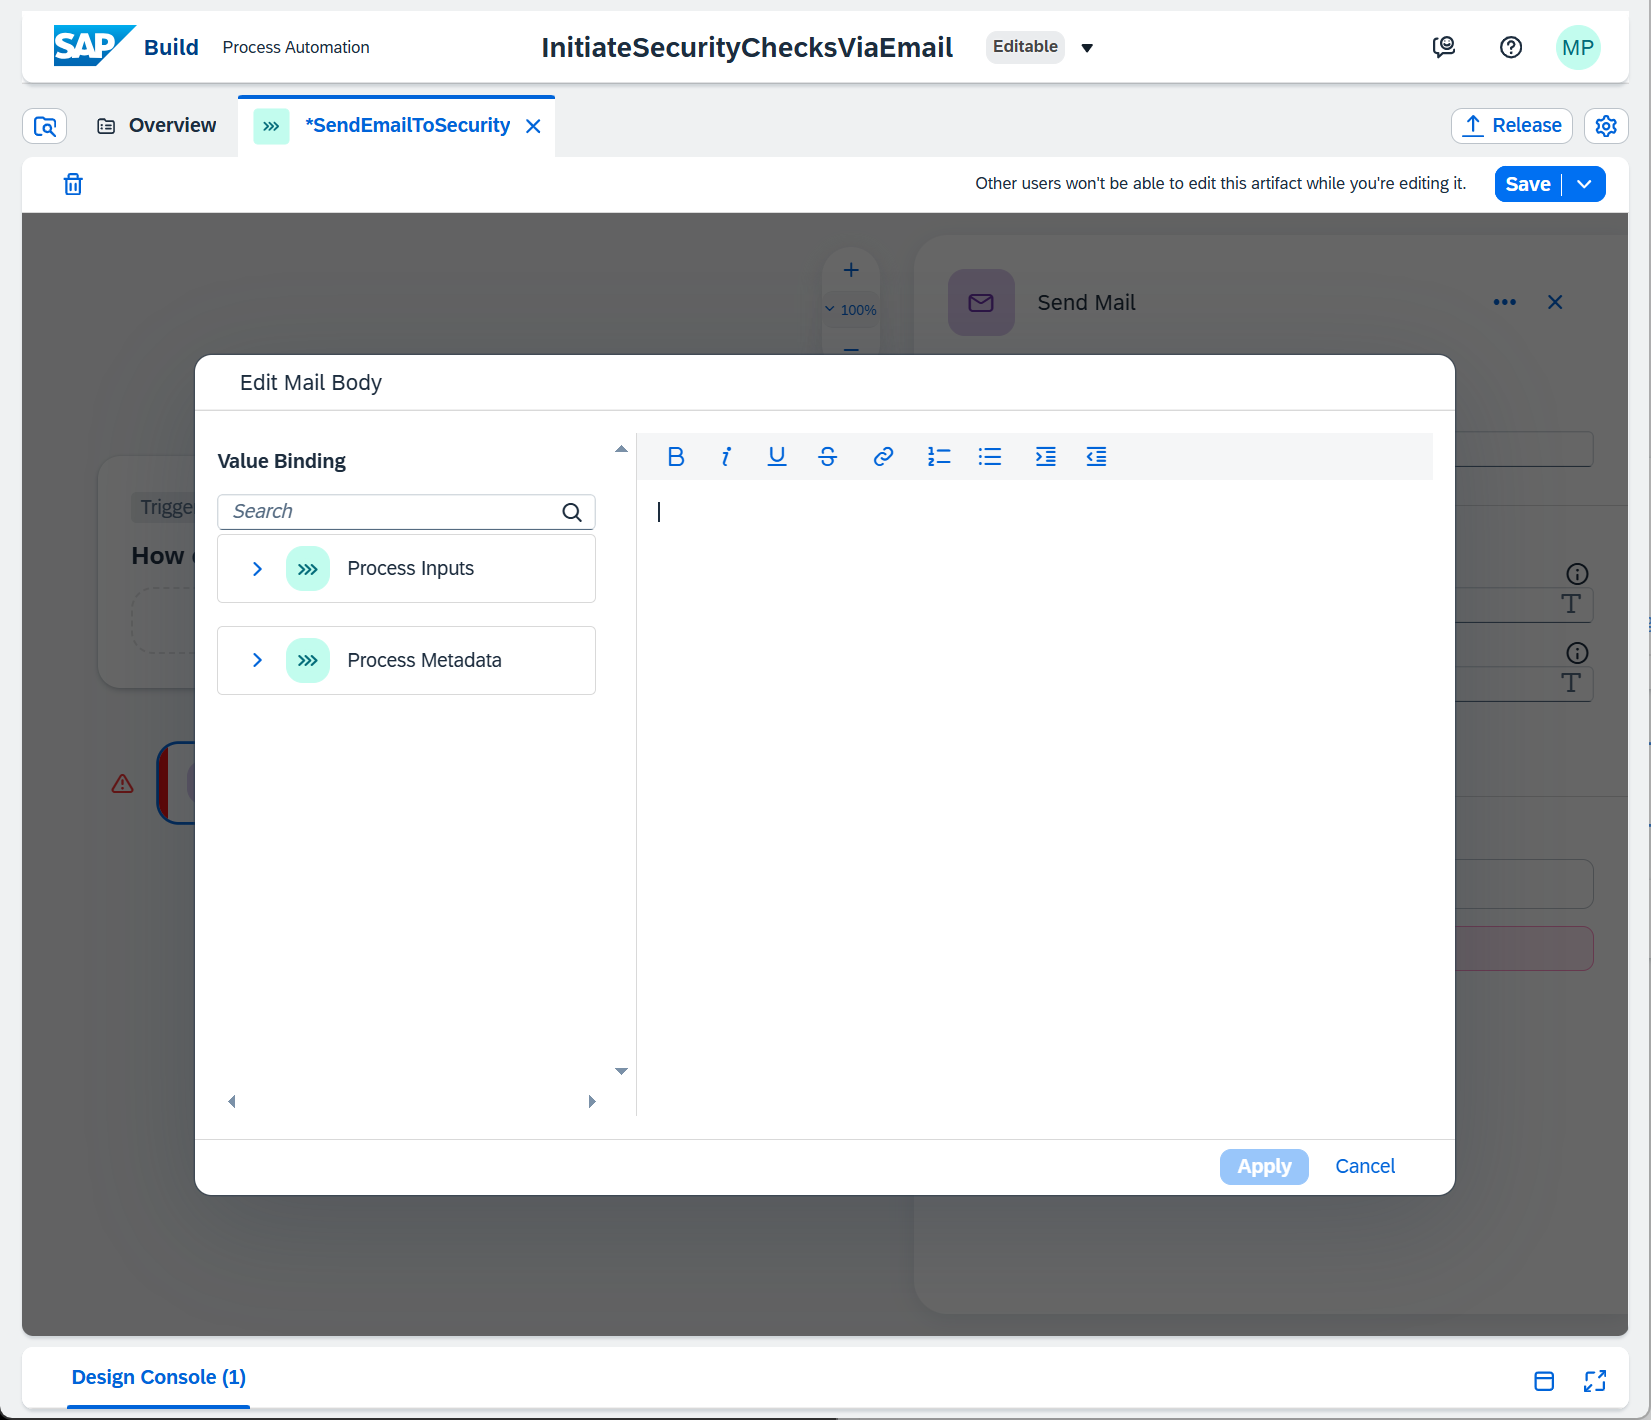 SAP Build Process Automation
InitiateSecurityChecksViaEmail
Editable
MP
Overview
*SendEmailToSecurity
Release
Other users won't be able to edit this artifact while you're editing it.
Save
100%
Send Mail
Edit Mail Body
Value Binding
Search
Process Inputs
Process Metadata
Trigge
How
T
T
Apply
Cancel
Design Console (1)